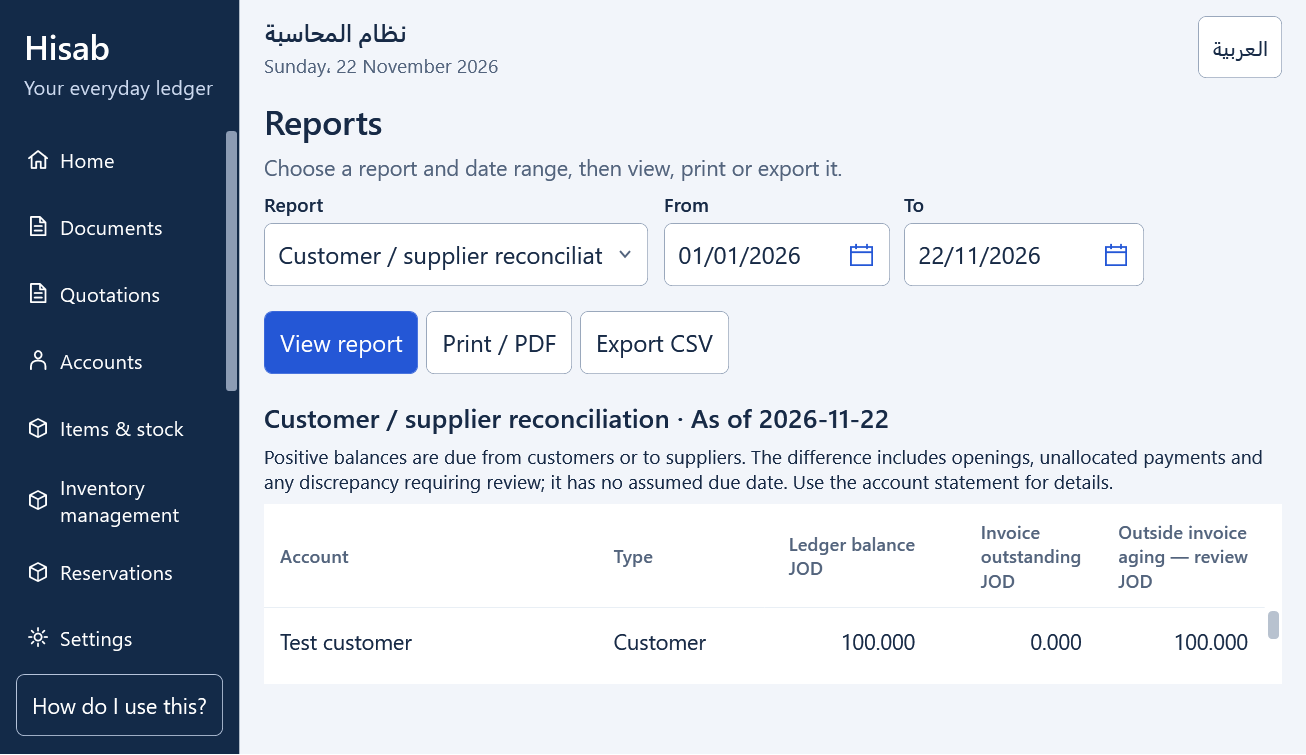 Hisab
Your everyday ledger
Home
Documents
Quotations
Accounts
Items & stock
Inventory
management
Reservations
Settings
How do I use this?
نظام المحاسبة
Sunday، 22 November 2026
العربية
Reports
Choose a report and date range, then view, print or export it.
Report
From
To
Customer / supplier reconciliat
01/01/2026
22/11/2026
View report
Print / PDF
Export CSV
Customer / supplier reconciliation · As of 2026-11-22
Positive balances are due from customers or to suppliers. The difference includes openings, unallocated payments and
any discrepancy requiring review; it has no assumed due date. Use the account statement for details.
Account
Type
Ledger balance
JOD
Invoice
outstanding
JOD
Outside invoice
aging — review
JOD
Test customer
Customer
100.000
0.000
100.000